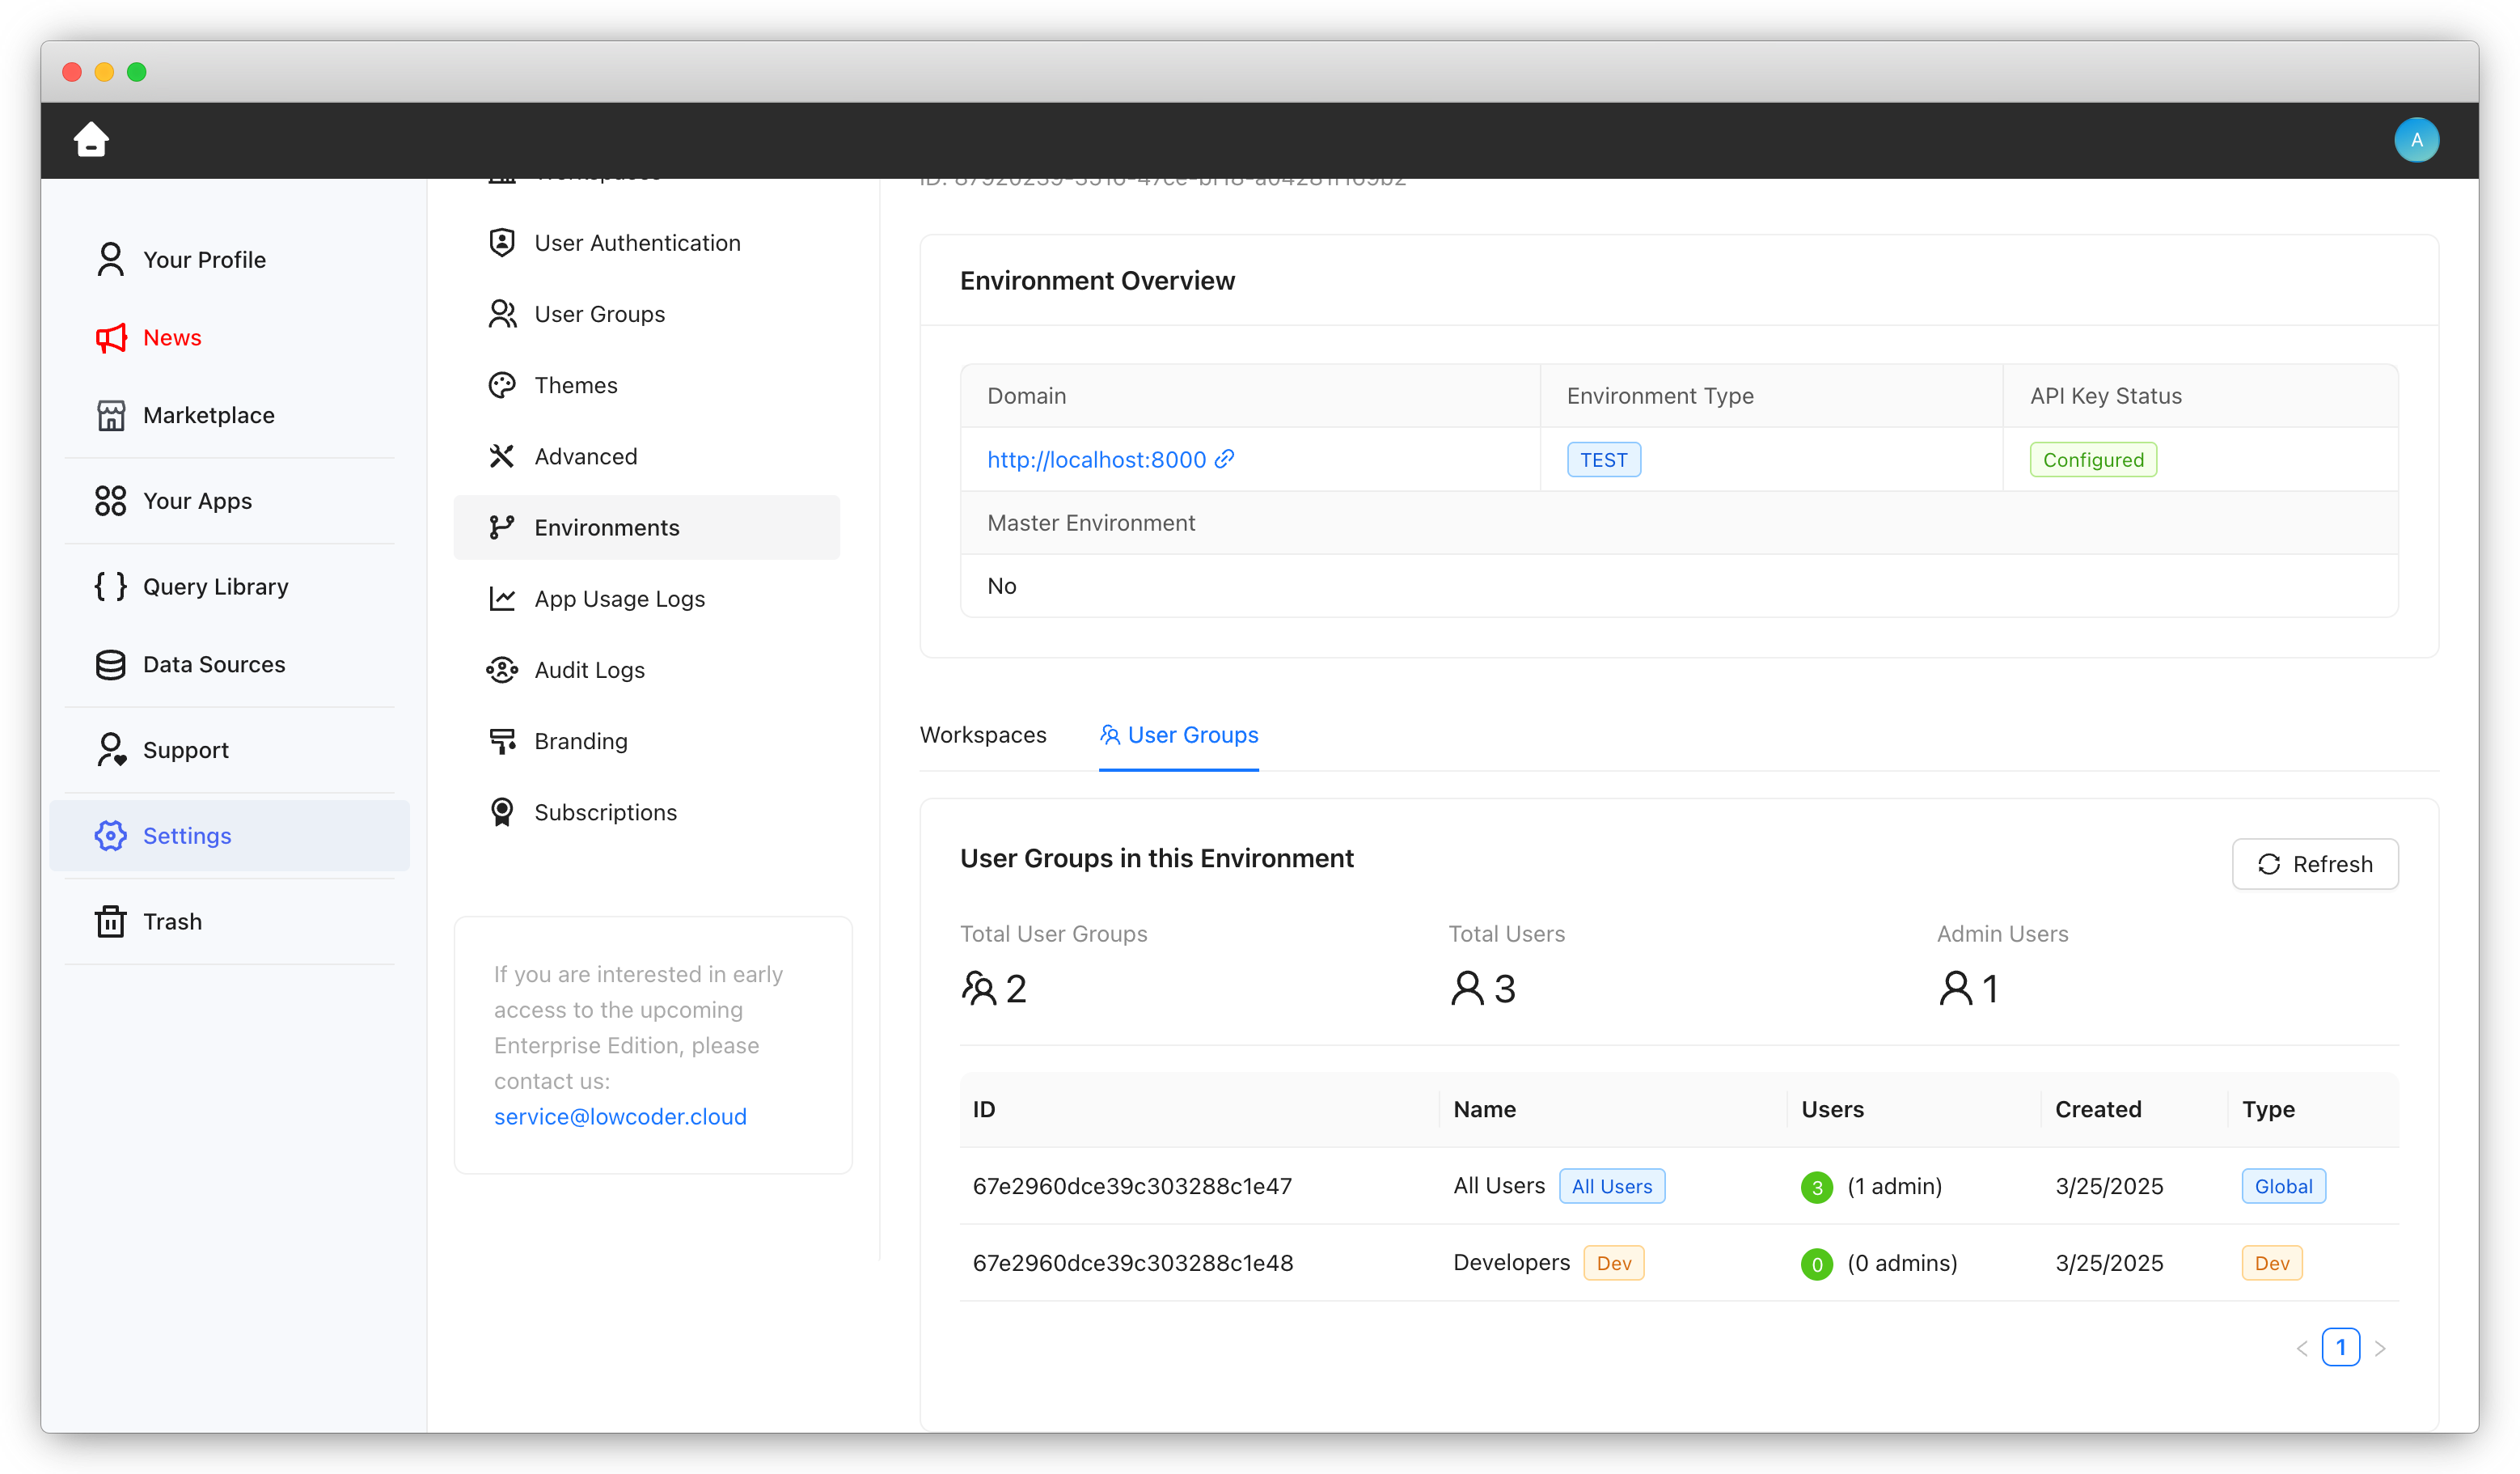 A
Your Profile
News
Marketplace
Your Apps
Query Library
Data Sources
Support
Settings
Trash
Workspaces
User Authentication
User Groups
Themes
Advanced
Environments
App Usage Logs
Audit Logs
Branding
Subscriptions
If you are interested in early
access to the upcoming
Enterprise Edition, please
contact us:
service@lowcoder.cloud
Environment Overview
Domain Environment Type API Key Status
http://localhost:8000 TEST Configured
Master Environment
No
Workspaces User Groups
User Groups in this Environment
Refresh
Total User Groups Total Users Admin Users
2 3 1
ID Name Users Created Type
67e2960dce39c303288c1e47 All Users All Users 3 (1 admin) 3/25/2025 Global
67e2960dce39c303288c1e48 Developers Dev 0 (0 admins) 3/25/2025 Dev
< 1 >